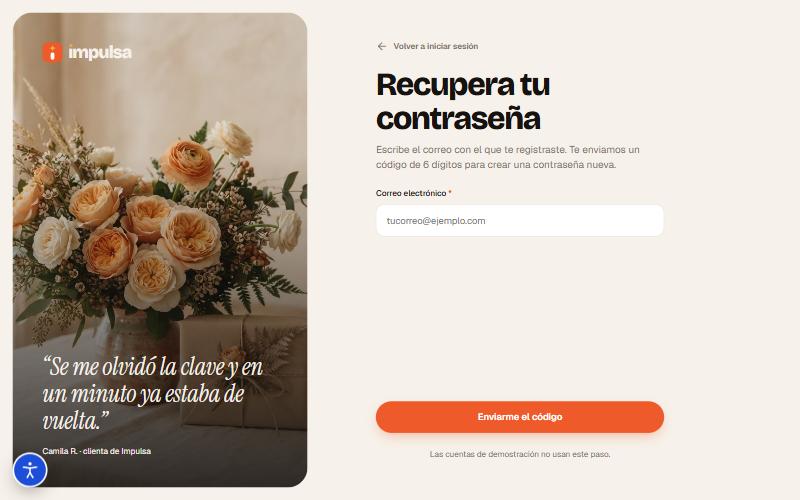 impulsa
“Se me olvidó la clave y en
un minuto ya estaba de
vuelta.”
Camila R. · clienta de Impulsa
← Volver a iniciar sesión
Recupera tu
contraseña
Escribe el correo con el que te registraste. Te enviamos un
código de 6 dígitos para crear una contraseña nueva.
Correo electrónico *
tucorreo@ejemplo.com
Enviarme el código
Las cuentas de demostración no usan este paso.